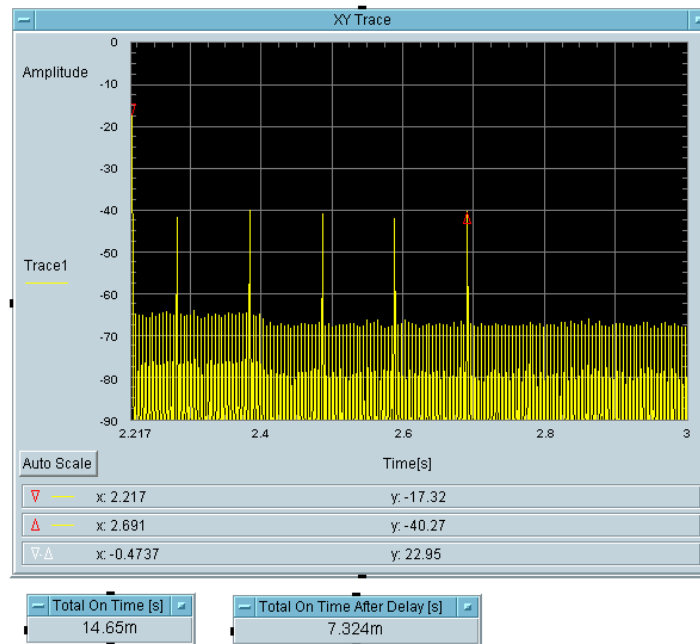 XY Trace
Amplitude
0
-10
-20
-30
-40
-50
-60
-70
-80
-90
Trace1
2.217 2.4 2.6 2.8 3
Auto Scale Time[s]
x: 2.217 y: -17.32
x: 2.691 y: -40.27
x: -0.4737 y: 22.95
Total On Time [s] Total On Time After Delay [s]
14.65m 7.324m